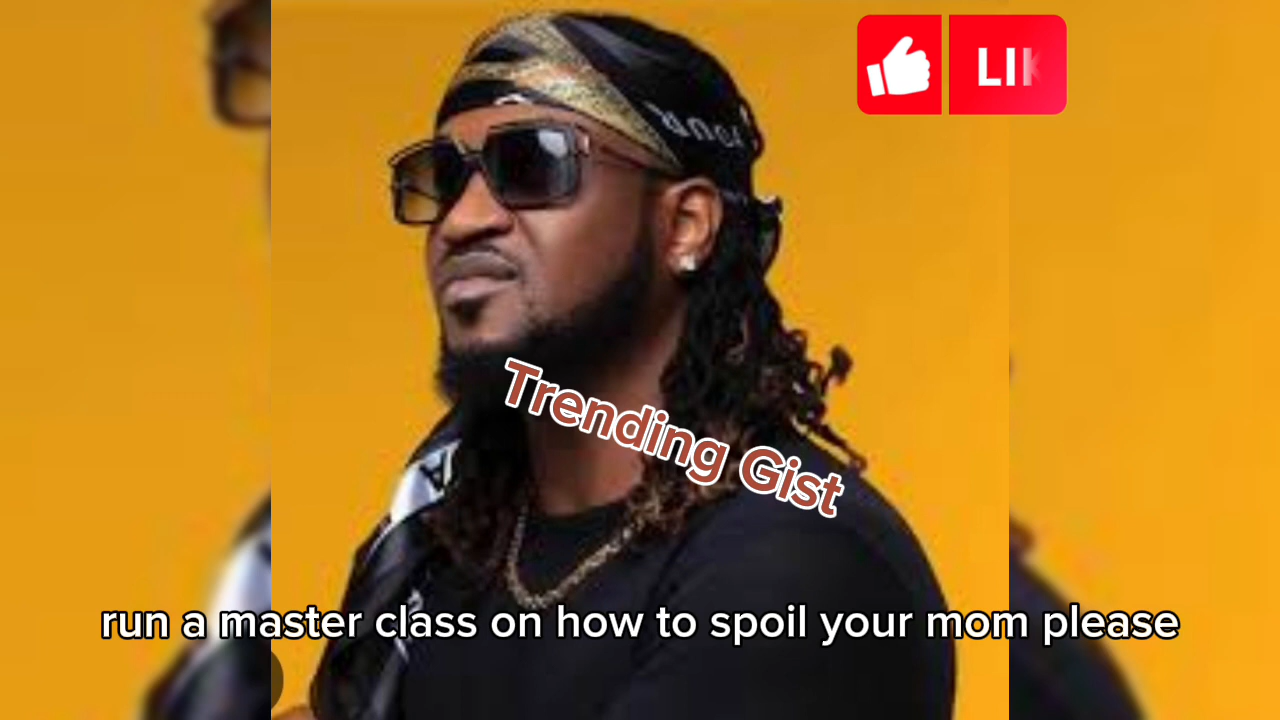 LIK
Trending Gist
run a master class on how to spoil your mom please